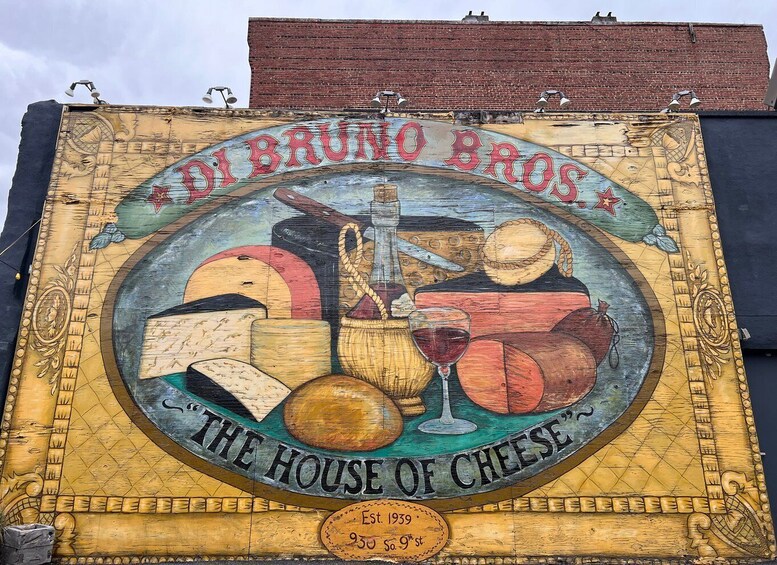 DI BRUNO BROS.
"THE HOUSE OF CHEESE"
Est. 1939
930 So. 9th St